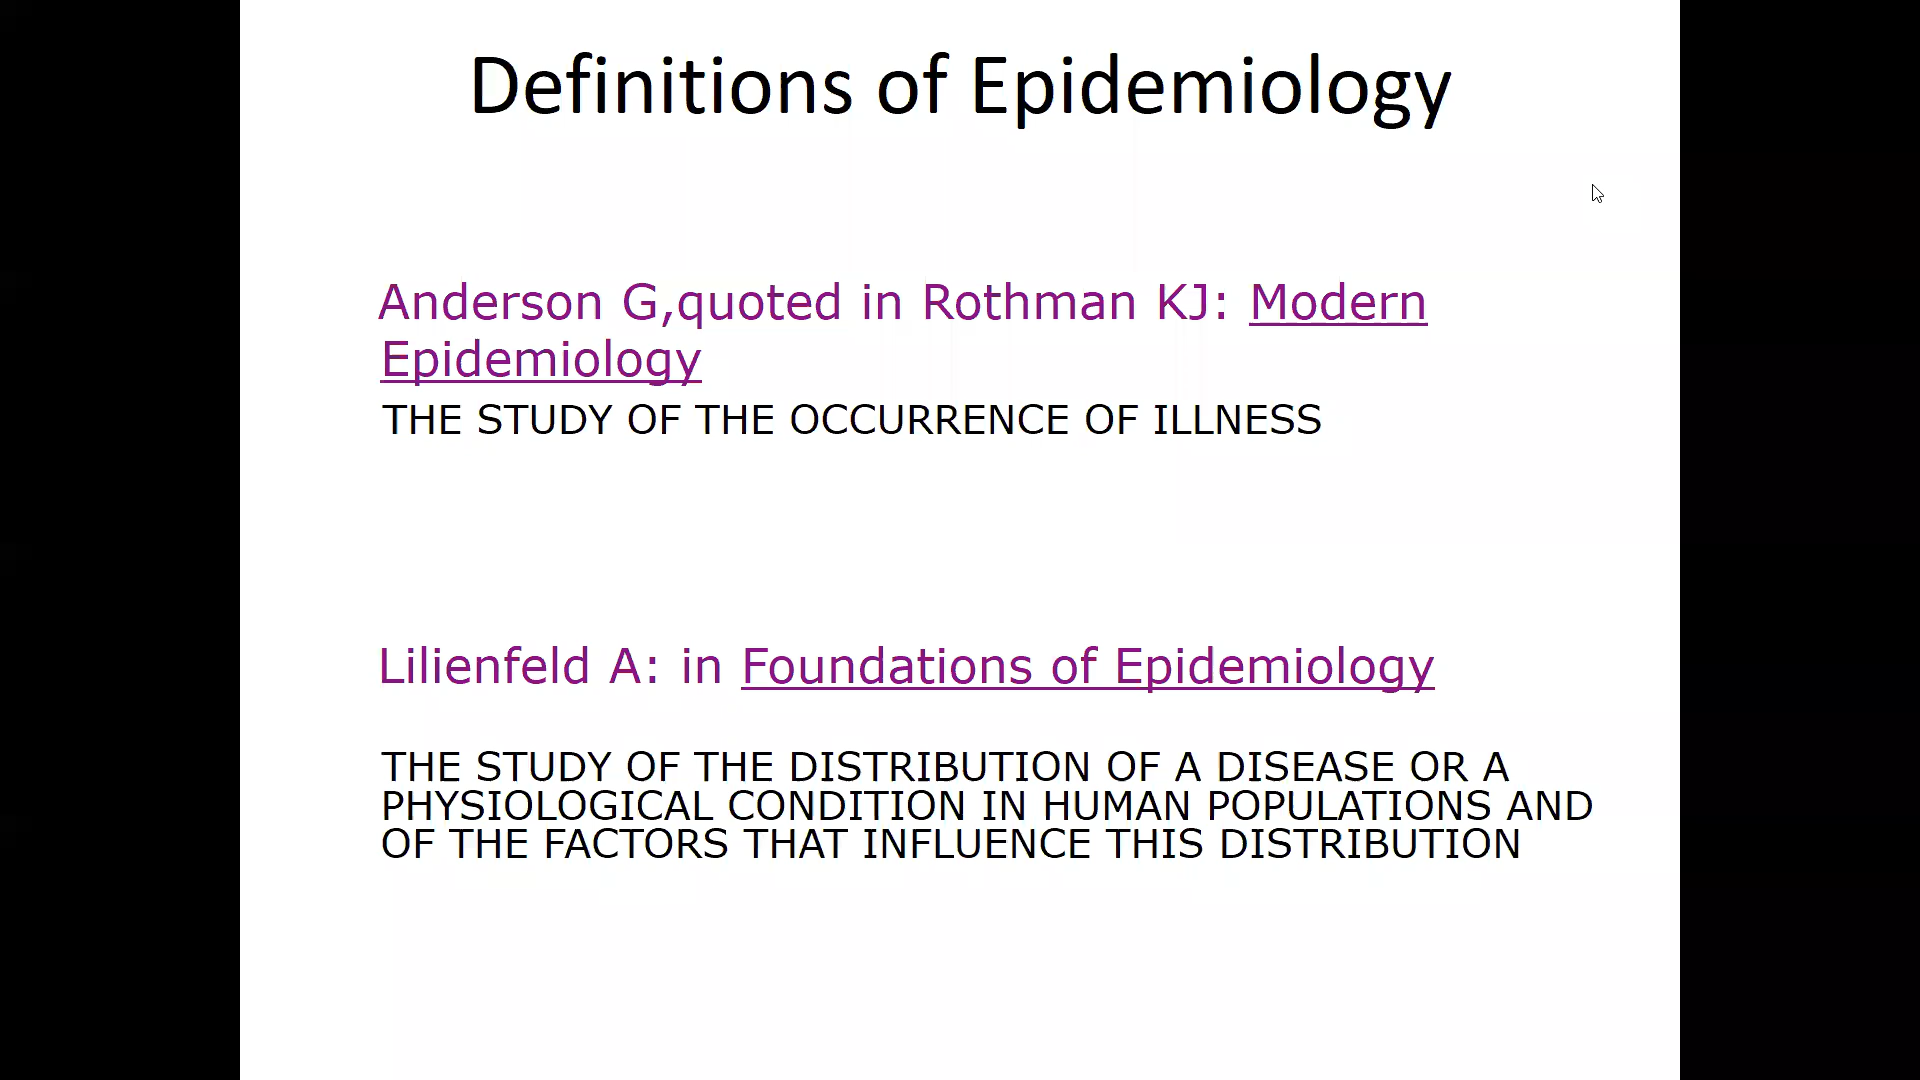 Definitions of Epidemiology
Anderson G,quoted in Rothman KJ: Modern
Epidemiology
THE STUDY OF THE OCCURRENCE OF ILLNESS
Lilienfeld A: in Foundations of Epidemiology
THE STUDY OF THE DISTRIBUTION OF A DISEASE OR A
PHYSIOLOGICAL CONDITION IN HUMAN POPULATIONS AND
OF THE FACTORS THAT INFLUENCE THIS DISTRIBUTION